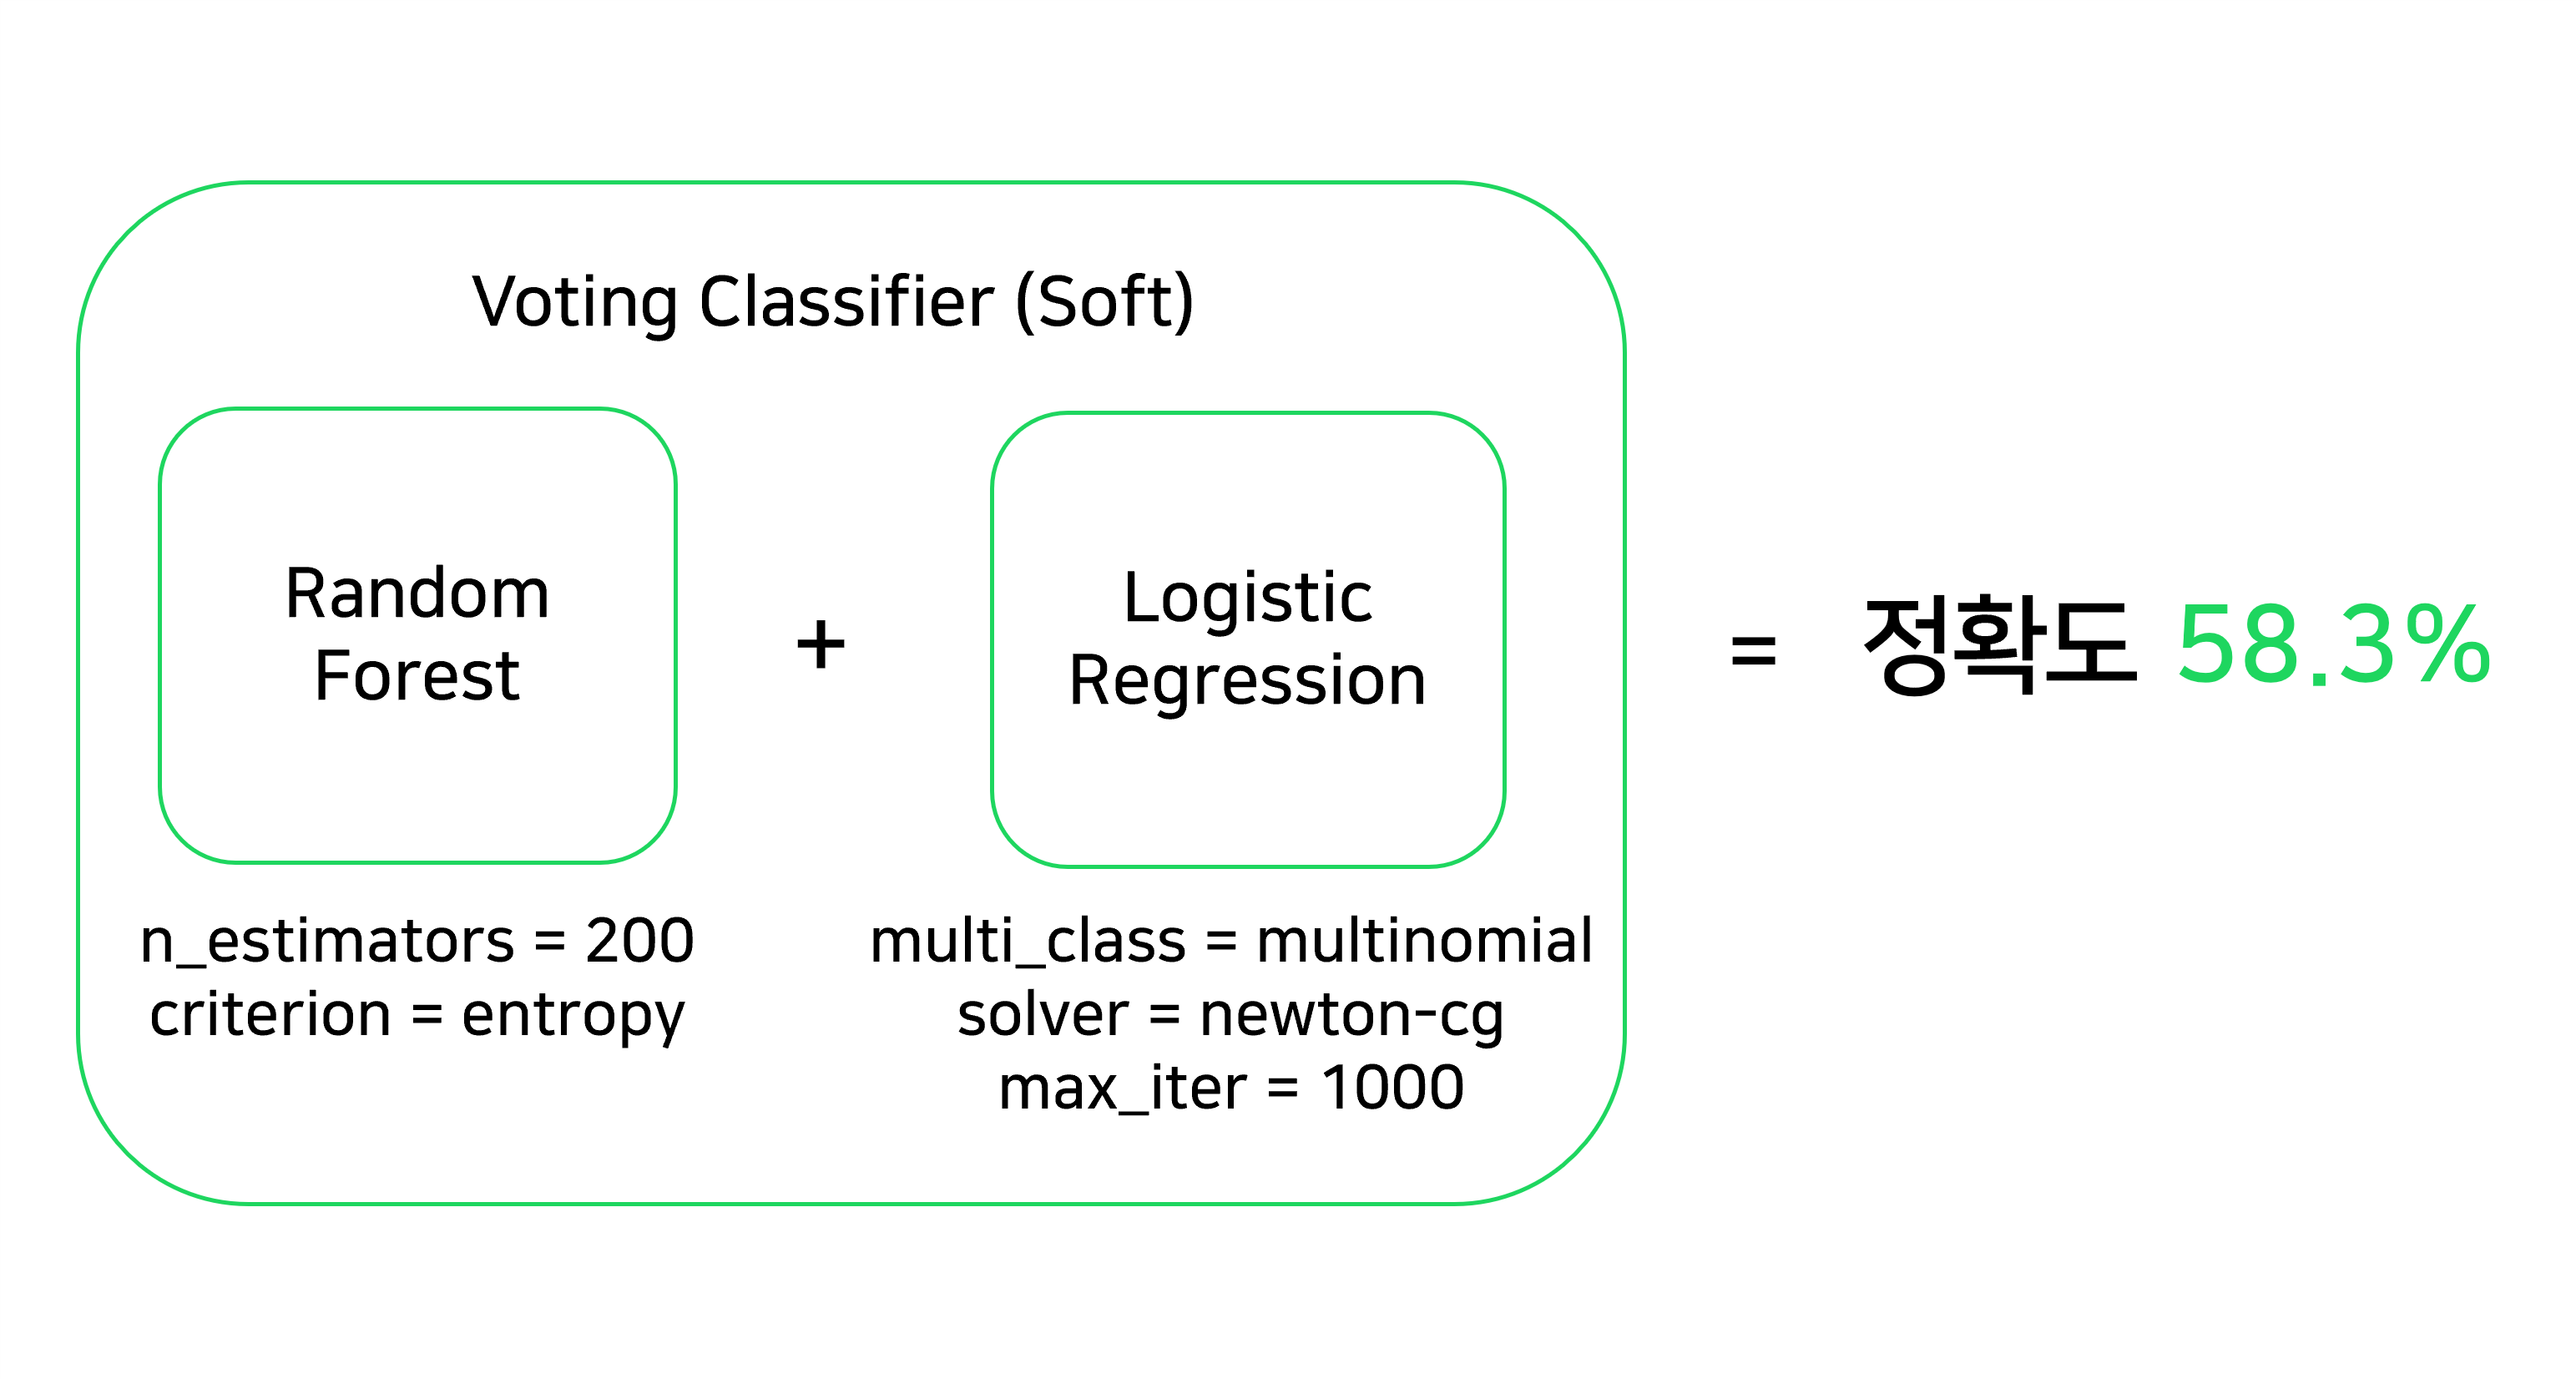 Voting Classifier (Soft)
Random
Forest
+
Logistic
Regression
= 정확도 58.3%
n_estimators = 200
criterion = entropy
multi_class = multinomial
solver = newton-cg
max_iter = 1000